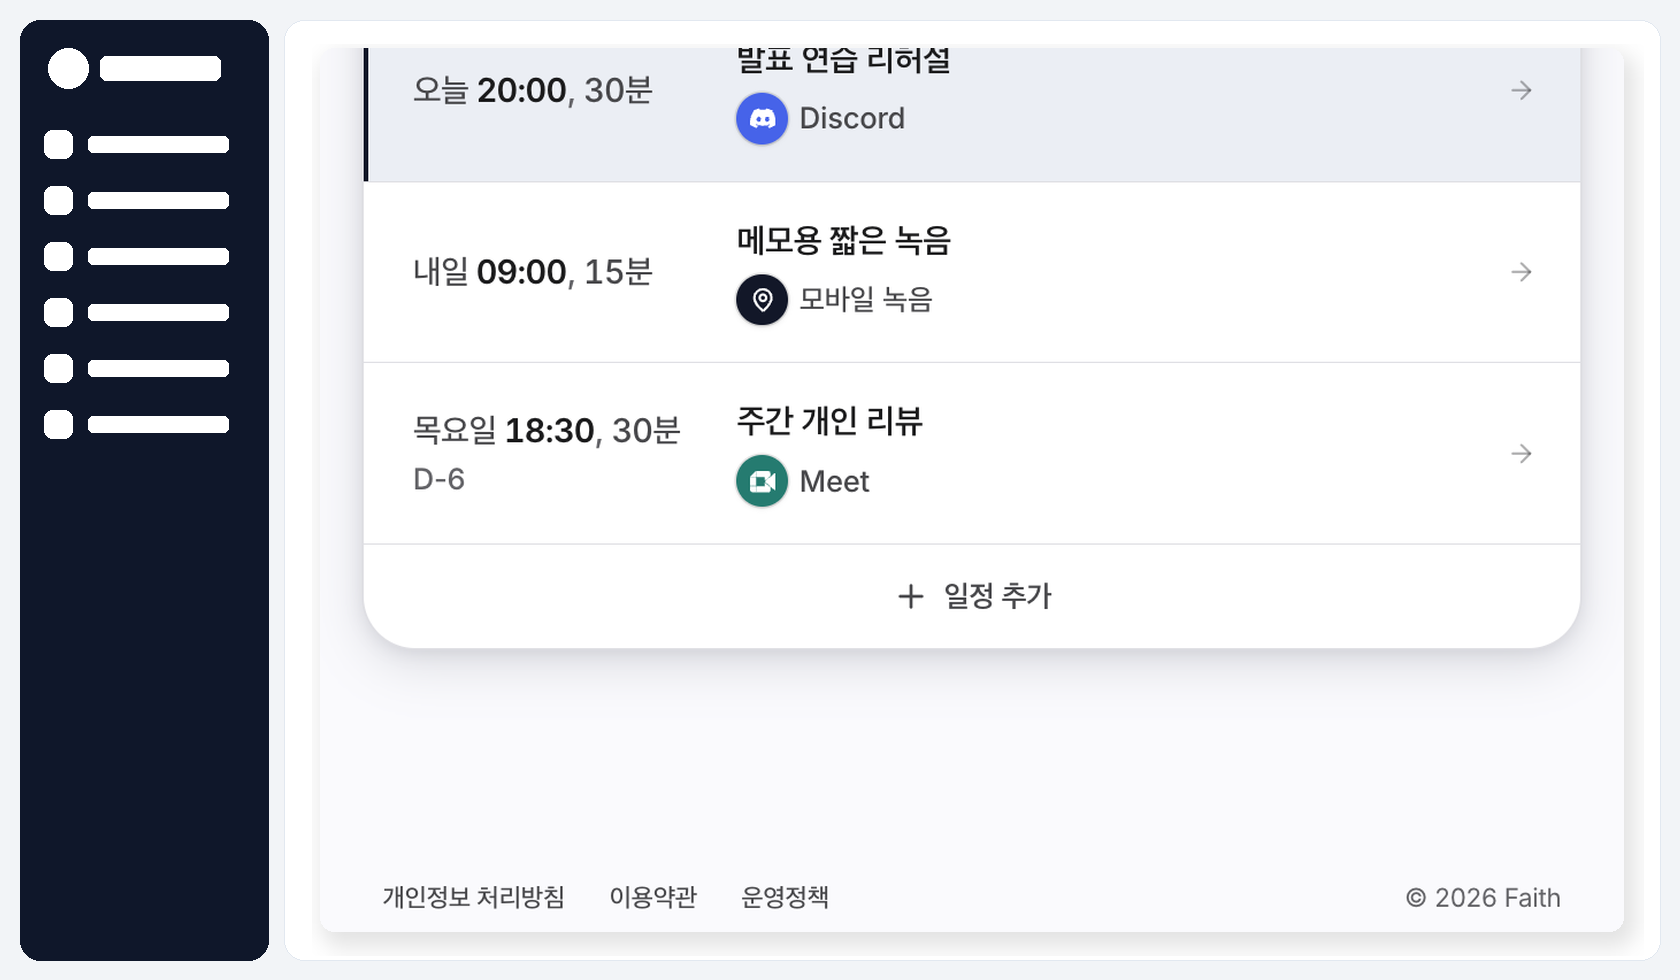 발표 연습 리허설
오늘 20:00, 30분
Discord
메모용 짧은 녹음
내일 09:00, 15분
모바일 녹음
주간 개인 리뷰
목요일 18:30, 30분
D-6
Meet
일정 추가
개인정보 처리방침 이용약관 운영정책 © 2026 Faith